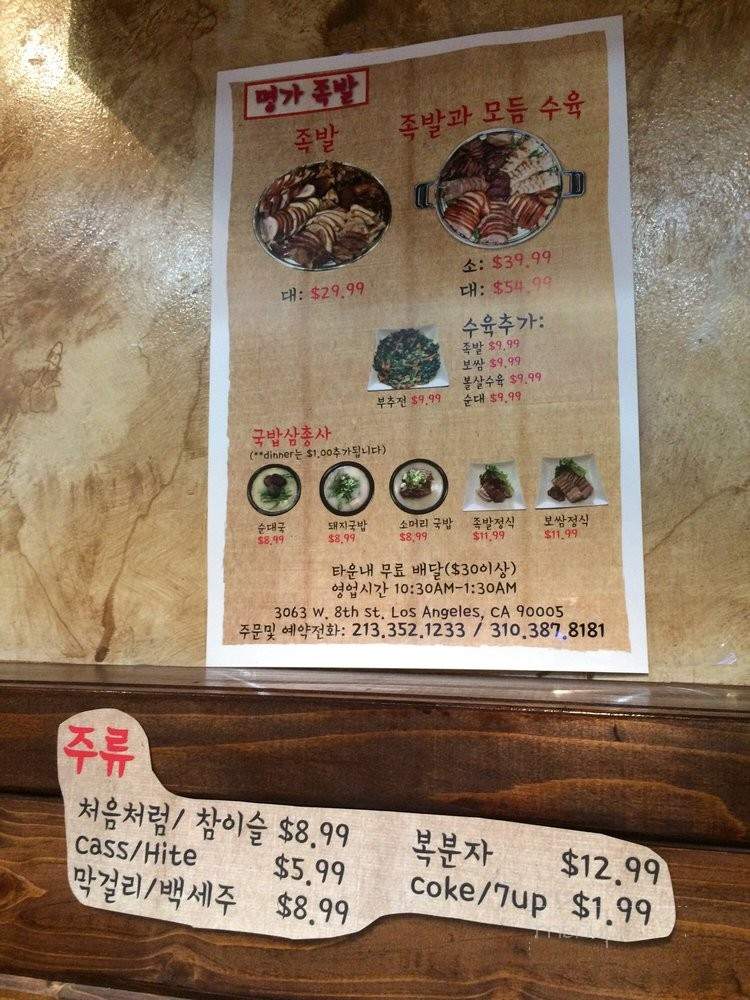 명가 족발
족발
족발과 모듬 수육
대: $29.99
소: $39.99
대: $54.99
수육추가:
족발 $9.99
보쌈 $9.99
볼살수육 $9.99
순대 $9.99
부추전 $9.99
국밥삼총사
(**dinner는 $1.00추가됩니다)
순대국
$8.99
돼지국밥
$8.99
소머리 국밥
$8.99
족발정식
$11.99
보쌈정식
$11.99
타운내 무료 배달($30이상)
영업시간 10:30AM-1:30AM
3063 W. 8th st. Los Angeles, CA 90005
주문및 예약전화: 213.352.1233 / 310.387.8181
주류
처음처럼/ 참이슬 $8.99
cass/Hite $5.99
막걸리/백세주 $8.99
복분자 $12.99
coke/7up $1.99